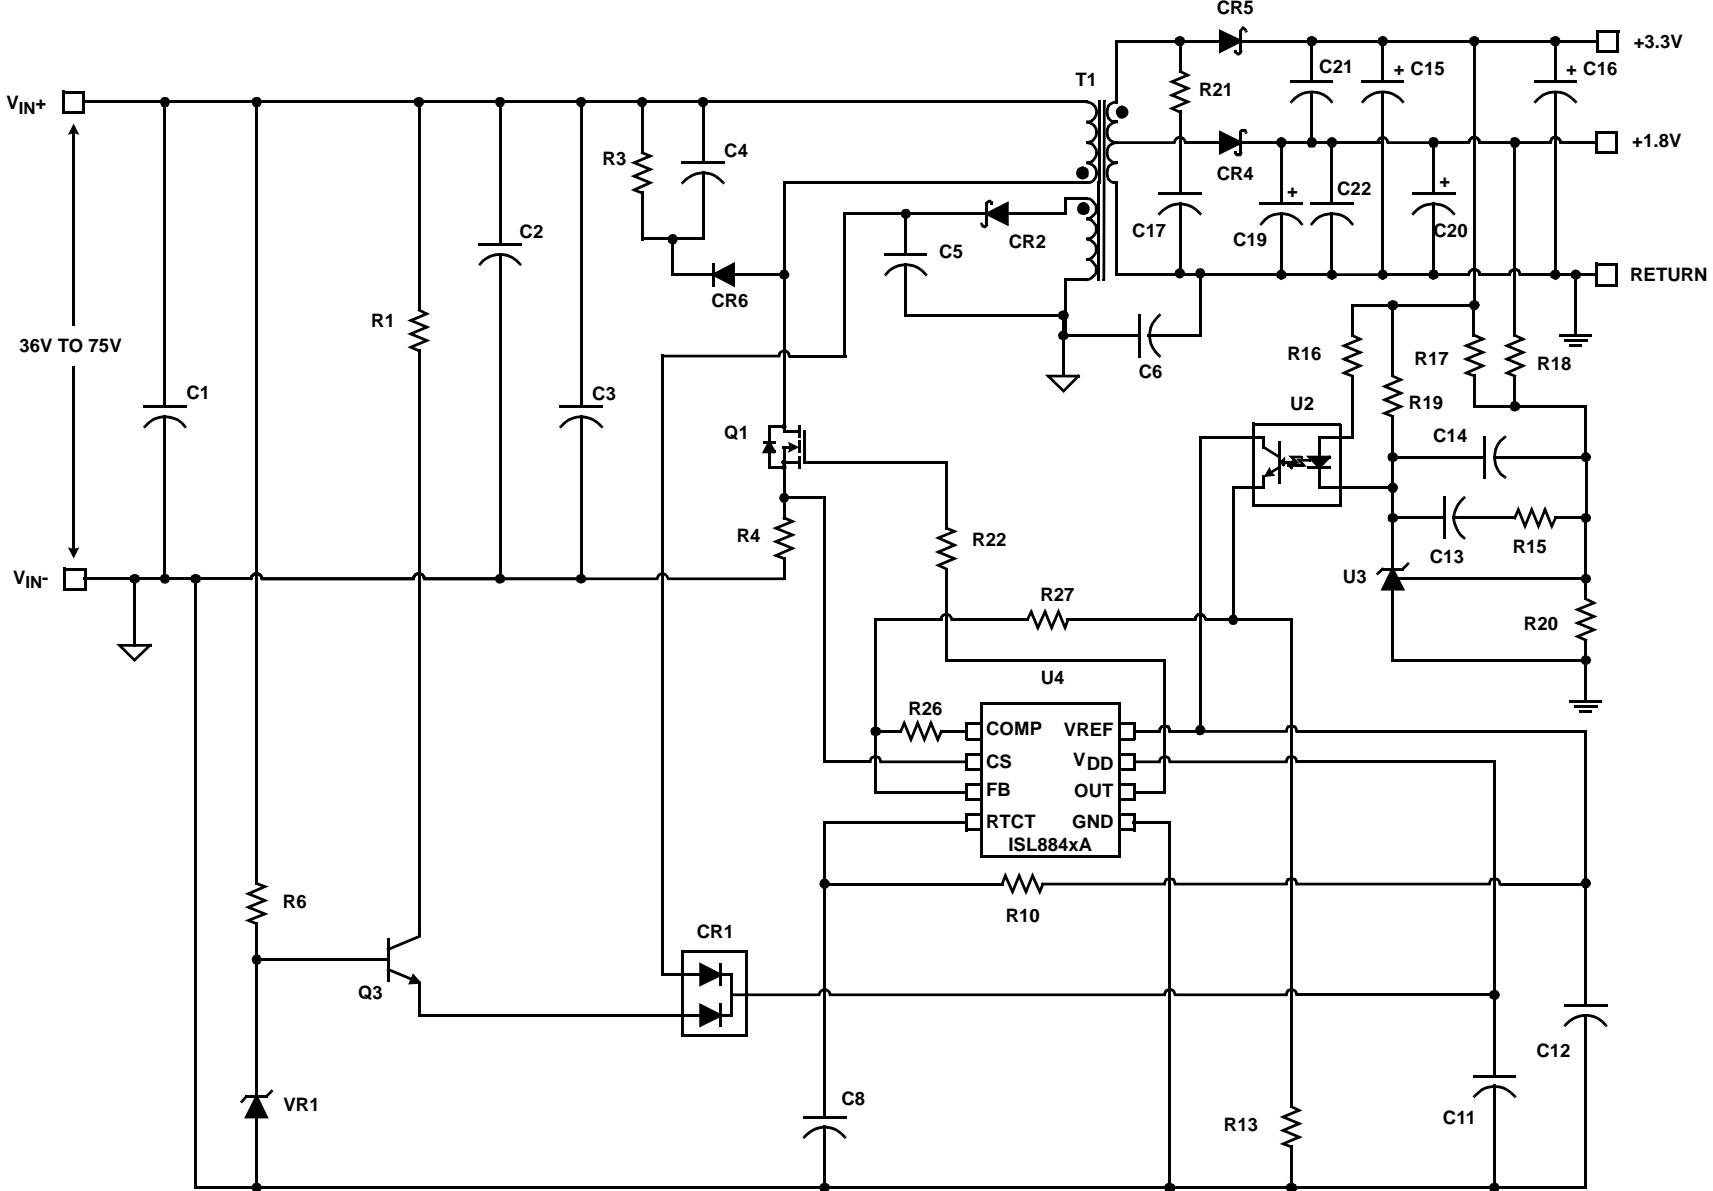 CR5
+3.3V
T1
C21
+ C15
+ C16
R21
VIN+
+1.8V
R3
C4
CR4
+
C22
+
C17
C19
C20
C2
C5
CR2
RETURN
CR6
R1
36V TO 75V
C6
R16
R17
R18
C1
C3
U2
R19
Q1
C14
R4
R22
C13
R15
VIN-
U3
R27
R20
U4
R26
COMP
VREF
CS
VDD
FB
OUT
RTCT
GND
ISL884xA
R6
R10
CR1
Q3
C12
VR1
C8
R13
C11